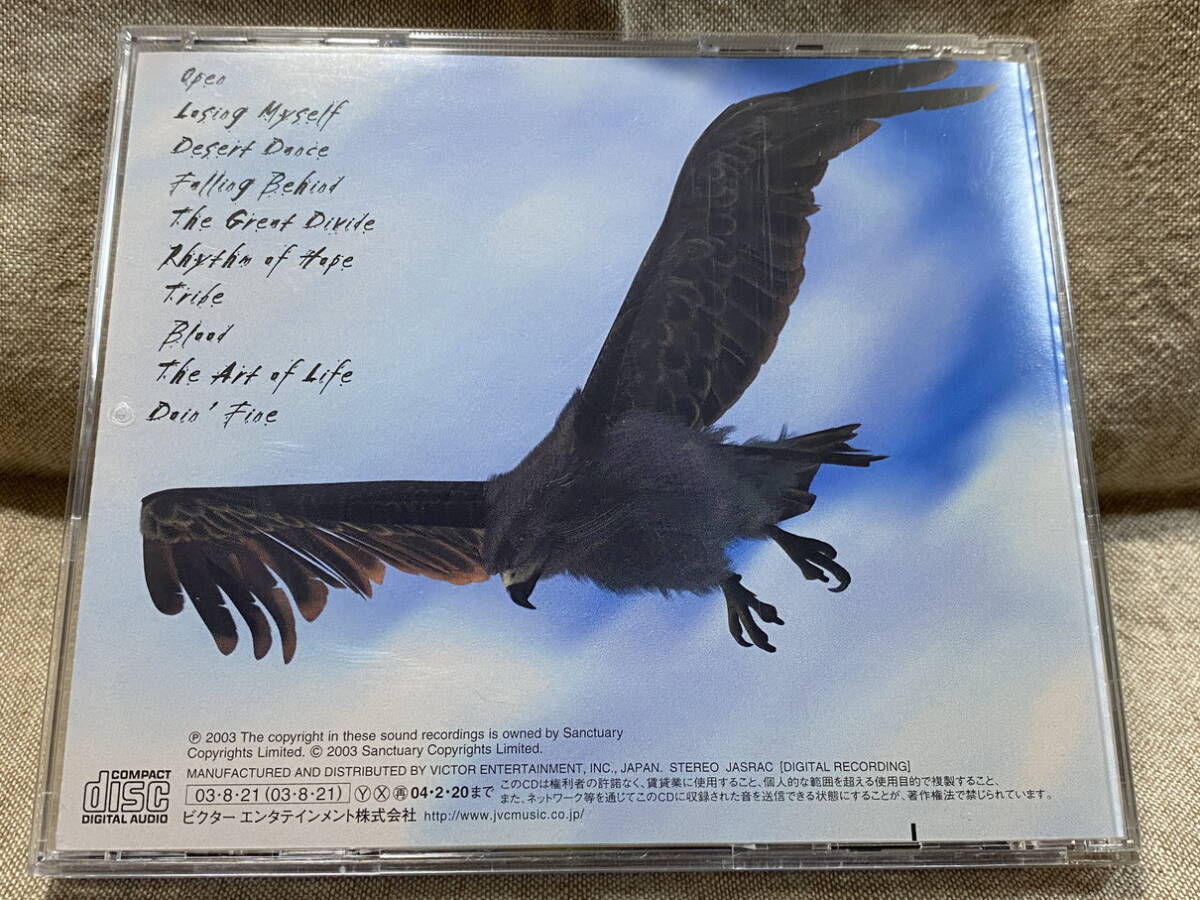 Open
Losing Myself
Desert Dance
Falling Behind
The Great Divide
Rhythm of Hope
Tribe
Blood
The Art of Life
Doin' Fine
Ⓟ 2003 The copyright in these sound recordings is owned by Sanctuary
Copyrights Limited. © 2003 Sanctuary Copyrights Limited.
COMPACT
disc
DIGITAL AUDIO
MANUFACTURED AND DISTRIBUTED BY VICTOR ENTERTAINMENT, INC., JAPAN. STEREO JASRAC [DIGITAL RECORDING]
03・8・21 (03・8・21) Ⓨ Ⓧ ㊢ 04・2・20まで
このCDは権利者の許諾なく、賃貸業に使用すること、個人的な範囲を超える使用目的で複製すること、
また、ネットワーク等を通じてこのCDに収録された音を送信できる状態にすることが、著作権法で禁じられています。
ビクター エンタテインメント株式会社 http://www.jvcmusic.co.jp/